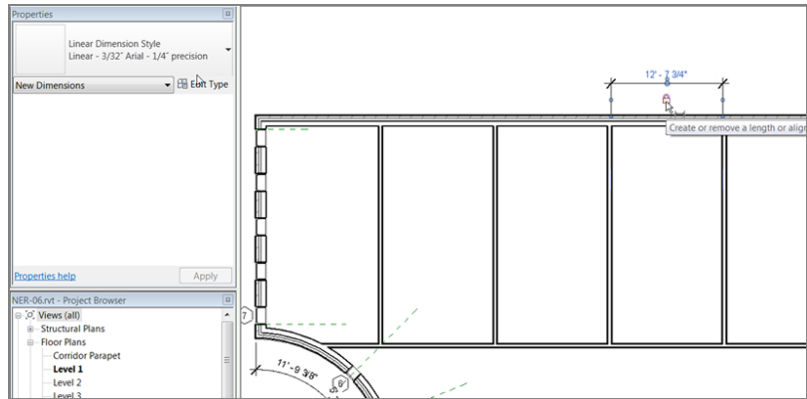 Properties
Linear Dimension Style
Linear - 3/32" Arial - 1/4" precision
New Dimensions
Edit Type
Properties help
Apply
NER-06.rvt - Project Browser
Views (all)
Structural Plans
Floor Plans
Corridor Parapet
Level 1
Level 2
Level 3
12' - 7 3/4"
Create or remove a length or align
7
11' - 9 3/8"